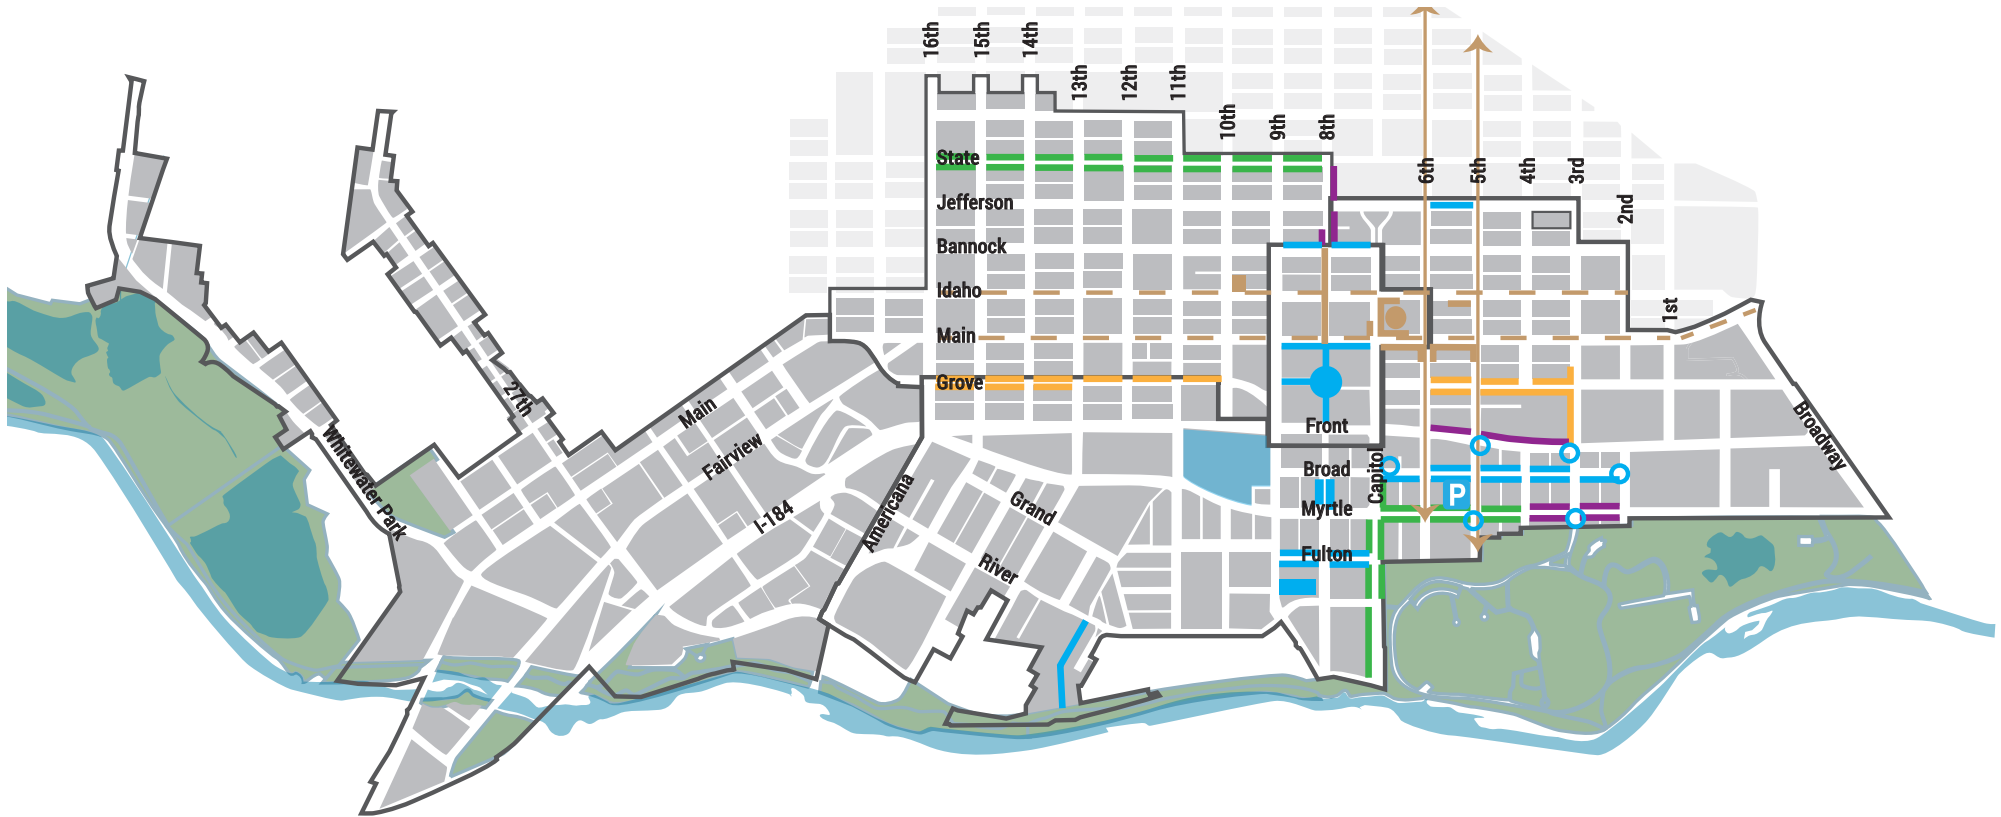 16th
15th
14th
13th
12th
11th
10th
9th
8th
6th
5th
4th
3rd
2nd
1st
State
Jefferson
Bannock
Idaho
Main
Grove
27th
Main
Fairview
I-184
Whitewater Park
Americana
Grand
River
Front
Broad
Capitol
Myrtle
P
Fulton
Broadway